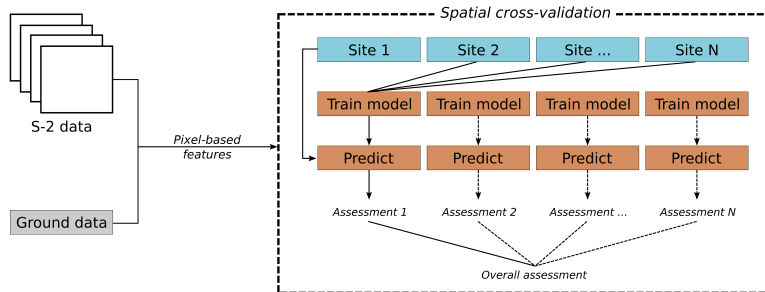 Spatial cross-validation
Site 1 Site 2 Site ... Site N
S-2 data
Train model Train model Train model Train model
Pixel-based
features
Predict Predict Predict Predict
Ground data
Assessment 1 Assessment 2 Assessment ... Assessment N
Overall assessment